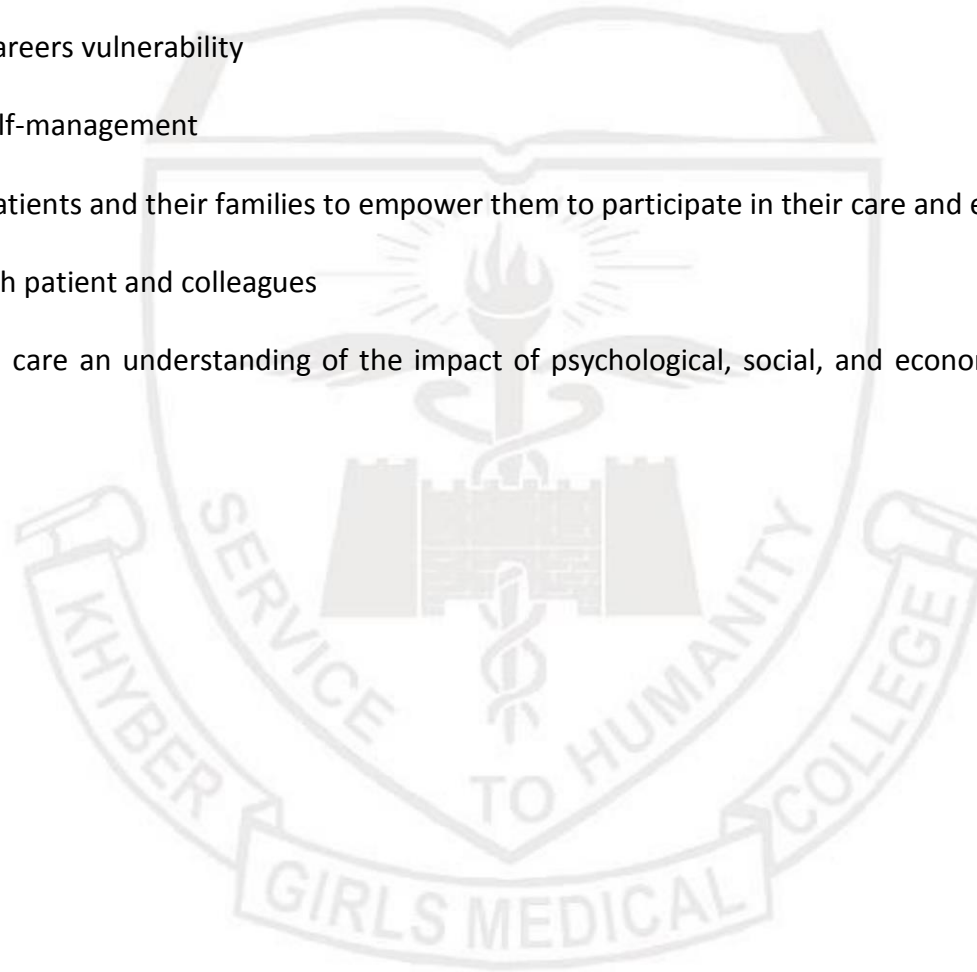 areers vulnerability
lf-management
atients and their families to empower them to participate in their care and e
h patient and colleagues
care an understanding of the impact of psychological, social, and econo
SERVICE TO HUMANITY
KHYBER GIRLS MEDICAL COLLEGE